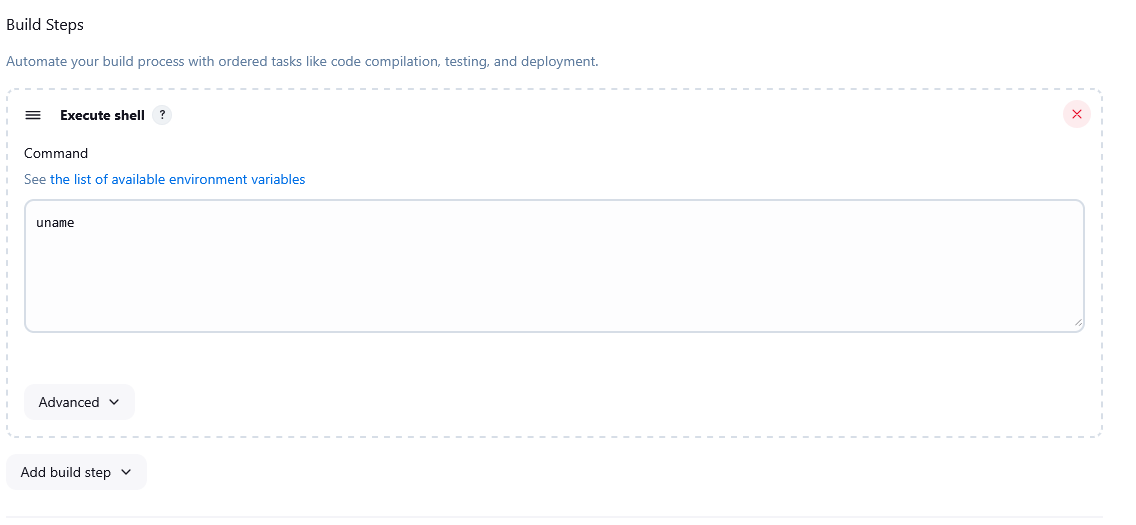 Build Steps
Automate your build process with ordered tasks like code compilation, testing, and deployment.
Execute shell ?
Command
See the list of available environment variables
uname
Advanced
Add build step